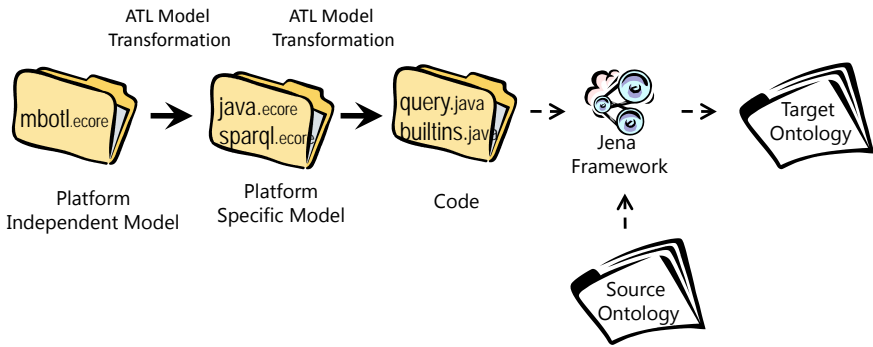 ATL Model
Transformation
ATL Model
Transformation
mbotl.ecore
java.ecore
sparql.ecore
query.java
builtins.java
Jena
Framework
Target
Ontology
Platform
Independent Model
Platform
Specific Model
Code
Source
Ontology